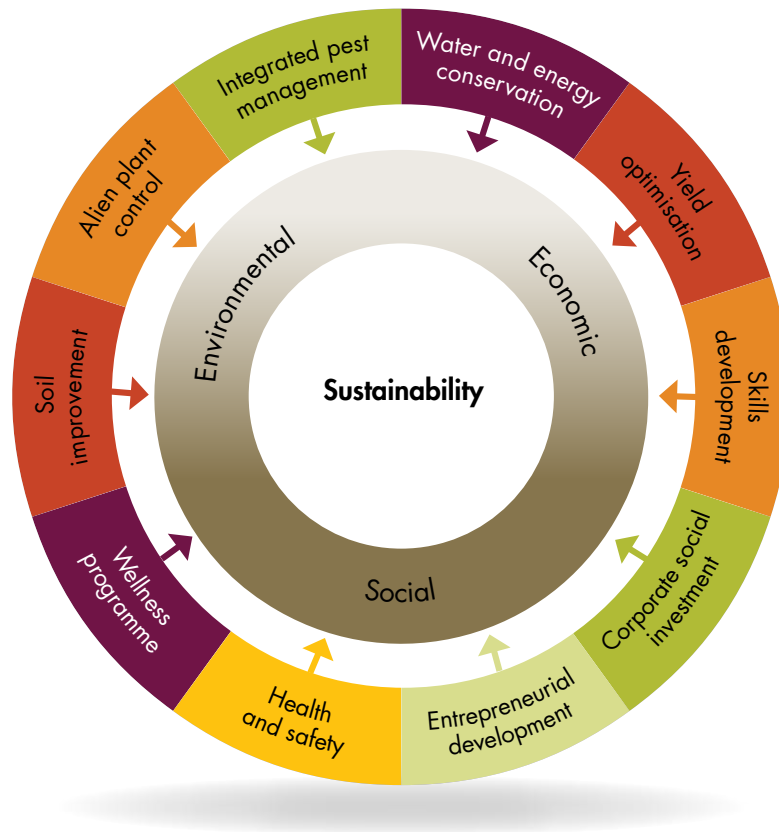 Integrated pest
management
Water and energy
conservation
Yield
optimisation
Skills
development
Corporate social
investment
Entrepreneurial
development
Health
and safety
Wellness
programme
Soil
improvement
Alien plant
control
Environmental
Economic
Social
Sustainability